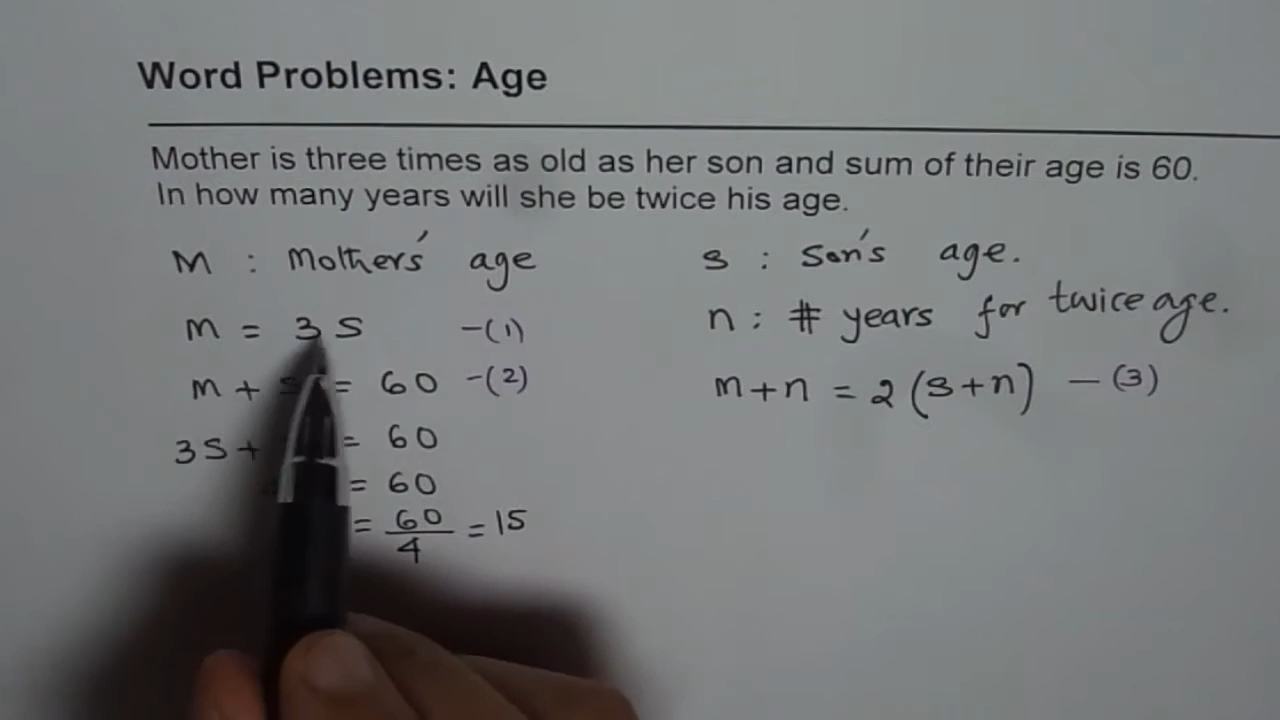 Word Problems: Age
Mother is three times as old as her son and sum of their age is 60.
In how many years will she be twice his age.
M : Mothers' age
s : Son's age.
n : # years for twice age.
m = 3S -(1)
m + = 60 -(2)
m+n = 2(s+n) -(3)
3S+ = 60
= 60
= 60/4 = 15